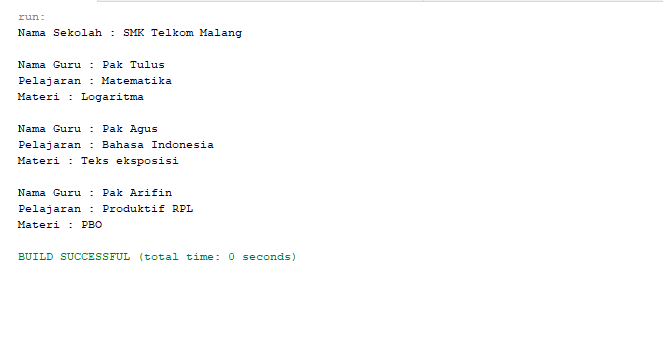 run:
Nama Sekolah : SMK Telkom Malang
Nama Guru : Pak Tulus
Pelajaran : Matematika
Materi : Logaritma
Nama Guru : Pak Agus
Pelajaran : Bahasa Indonesia
Materi : Teks eksposisi
Nama Guru : Pak Arifin
Pelajaran : Produktif RPL
Materi : PBO
BUILD SUCCESSFUL (total time: 0 seconds)